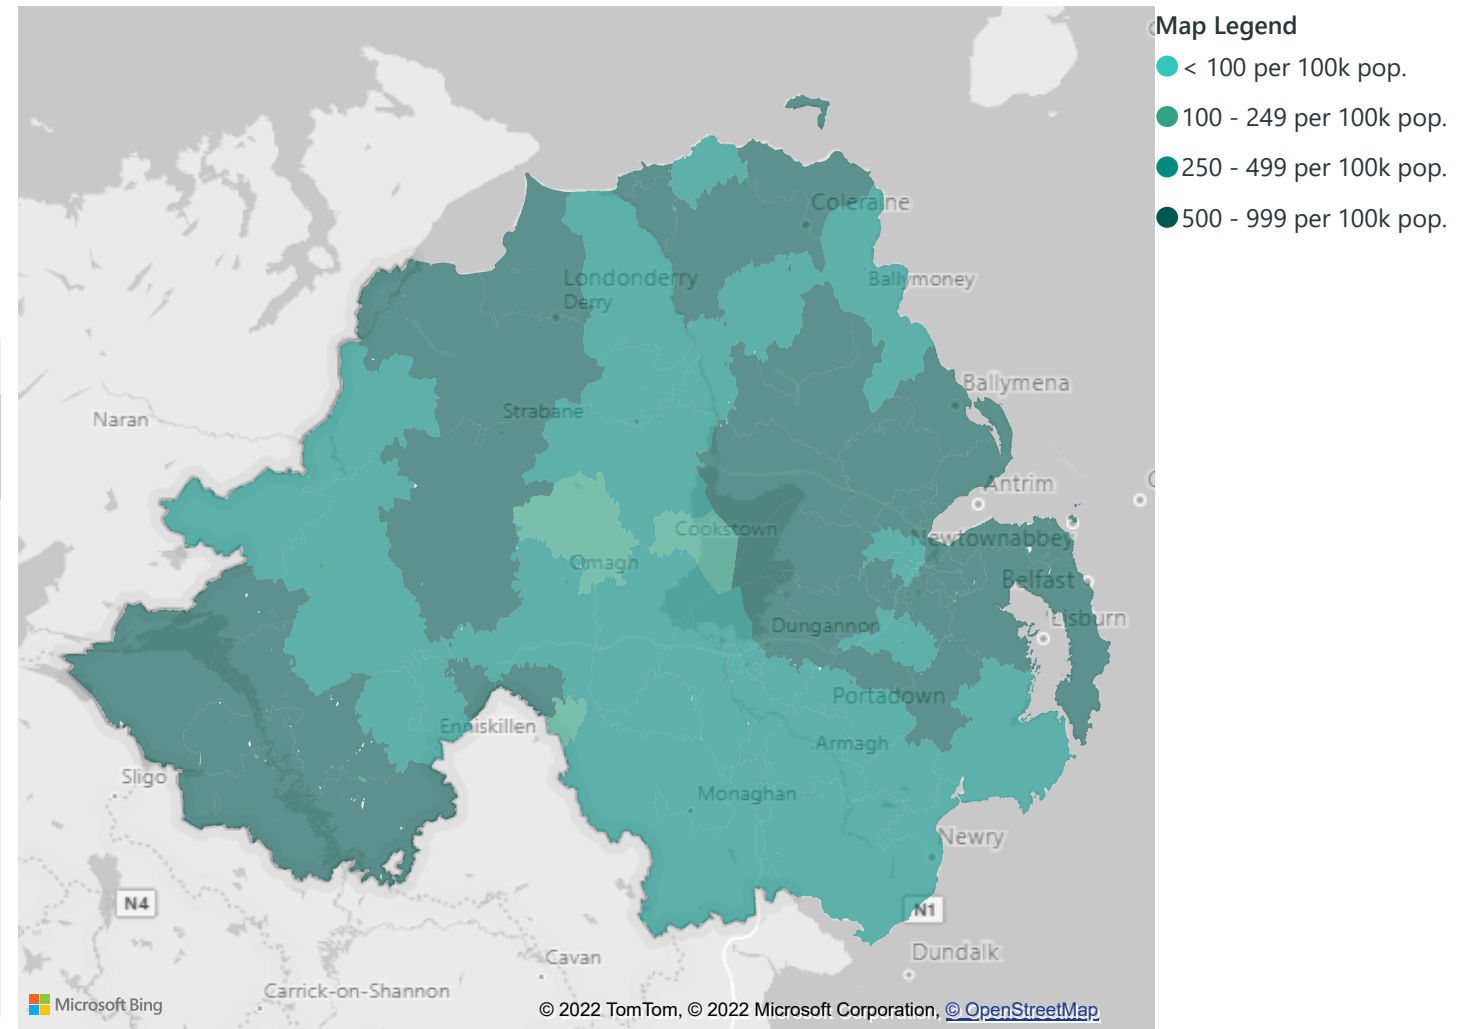 Map Legend
< 100 per 100k pop.
100 - 249 per 100k pop.
250 - 499 per 100k pop.
500 - 999 per 100k pop.
Coleraine
Londonderry
Derry
Ballymoney
Ballymena
Strabane
Naran
Antrim
Cookstown
Newtownabbey
Omagh
Belfast
Lisburn
Dungannon
Portadown
Enniskillen
Armagh
Sligo
Monaghan
Newry
N4
N1
Dundalk
Cavan
Carrick-on-Shannon
Microsoft Bing
© 2022 TomTom, © 2022 Microsoft Corporation, © OpenStreetMap